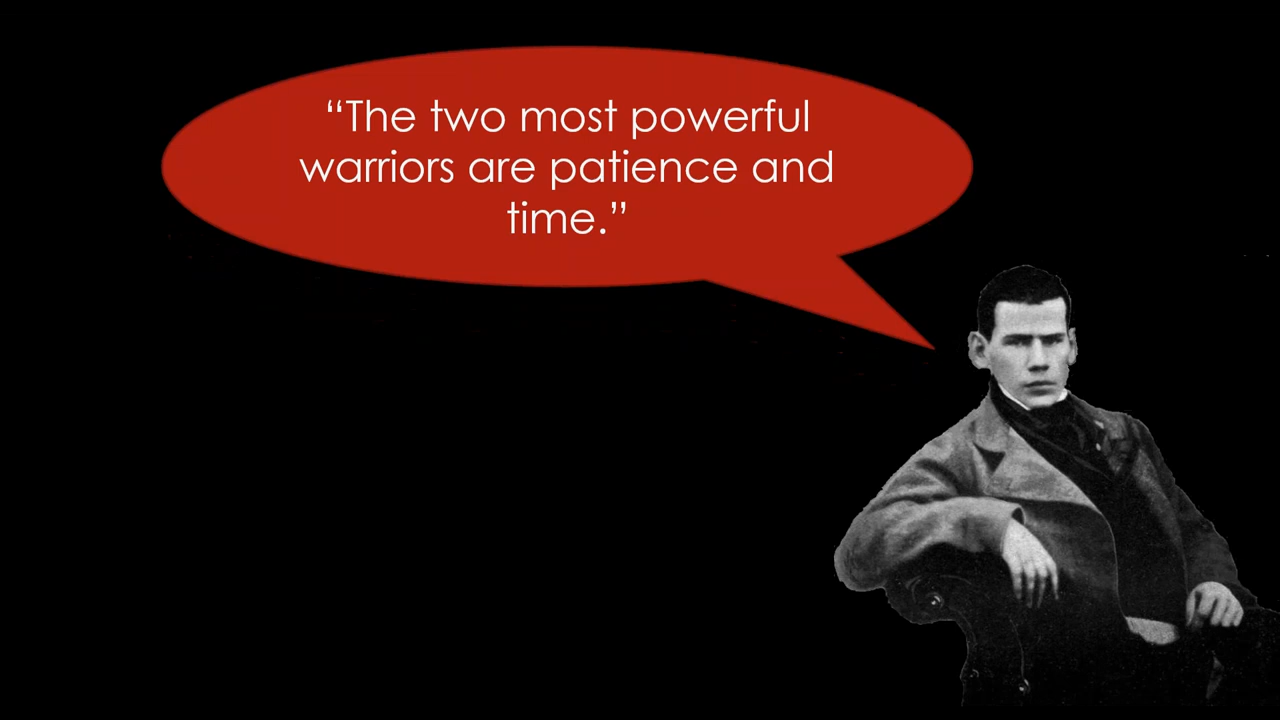 “The two most powerful
warriors are patience and
time.”